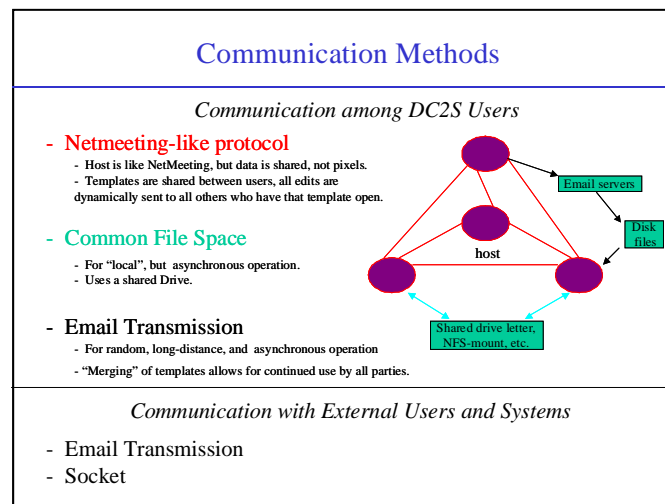 Communication Methods
Communication among DC2S Users
- Netmeeting-like protocol
- Host is like NetMeeting, but data is shared, not pixels.
- Templates are shared between users, all edits are
dynamically sent to all others who have that template open.
- Common File Space
- For “local”, but asynchronous operation.
- Uses a shared Drive.
- Email Transmission
- For random, long-distance, and asynchronous operation
- “Merging” of templates allows for continued use by all parties.
Email servers
Disk
files
host
Shared drive letter,
NFS-mount, etc.
Communication with External Users and Systems
- Email Transmission
- Socket